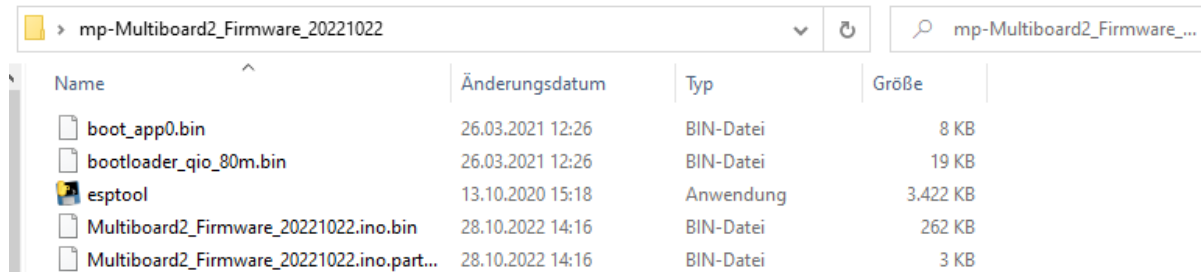 mp-Multiboard2_Firmware_20221022 mp-Multiboard2_Firmware_...
Name Änderungsdatum Typ Größe
boot_app0.bin 26.03.2021 12:26 BIN-Datei 8 KB
bootloader_qio_80m.bin 26.03.2021 12:26 BIN-Datei 19 KB
esptool 13.10.2020 15:18 Anwendung 3.422 KB
Multiboard2_Firmware_20221022.ino.bin 28.10.2022 14:16 BIN-Datei 262 KB
Multiboard2_Firmware_20221022.ino.part... 28.10.2022 14:16 BIN-Datei 3 KB